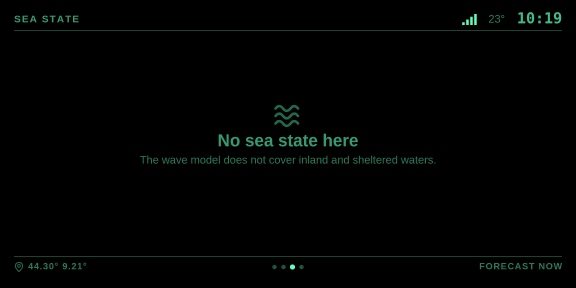 SEA STATE
23° 10:19
No sea state here
The wave model does not cover inland and sheltered waters.
44.30° 9.21°
FORECAST NOW